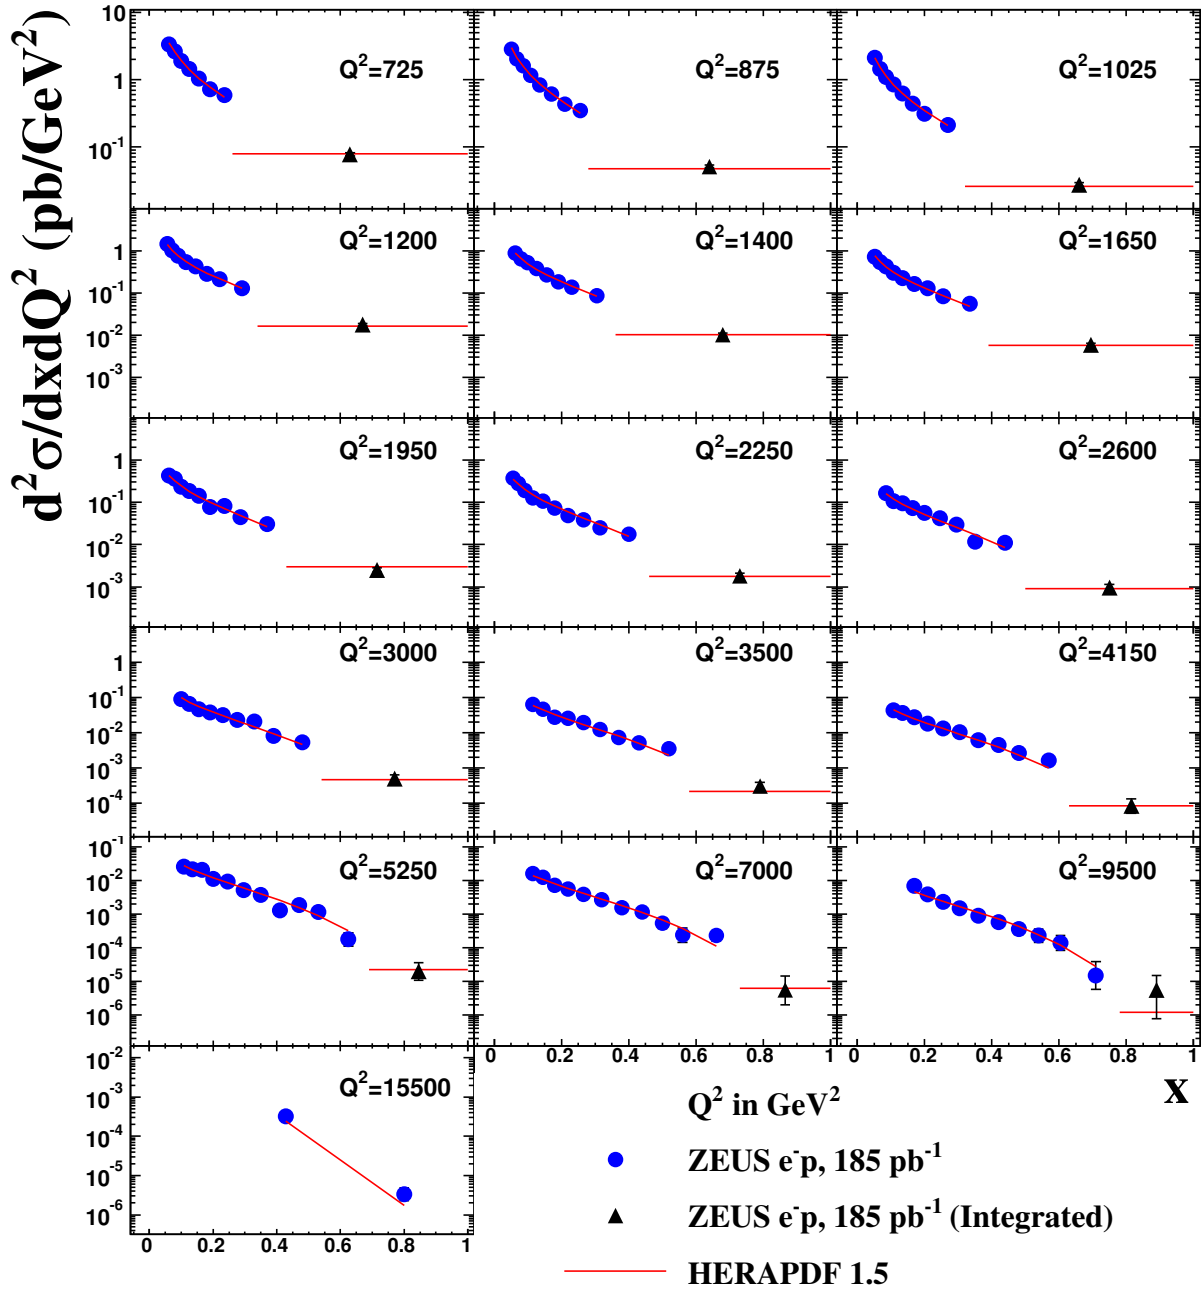 d²σ/dxdQ² (pb/GeV²)
10
1
10⁻¹
Q²=725
Q²=875
Q²=1025
1
10⁻¹
10⁻²
10⁻³
Q²=1200
Q²=1400
Q²=1650
1
10⁻¹
10⁻²
10⁻³
Q²=1950
Q²=2250
Q²=2600
1
10⁻¹
10⁻²
10⁻³
10⁻⁴
Q²=3000
Q²=3500
Q²=4150
10⁻¹
10⁻²
10⁻³
10⁻⁴
10⁻⁵
10⁻⁶
Q²=5250
Q²=7000
Q²=9500
0 0.2 0.4 0.6 0.8 1
0 0.2 0.4 0.6 0.8 1
x
10⁻²
10⁻³
10⁻⁴
10⁻⁵
10⁻⁶
Q²=15500
0 0.2 0.4 0.6 0.8 1
Q² in GeV²
ZEUS e⁻p, 185 pb⁻¹
ZEUS e⁻p, 185 pb⁻¹ (Integrated)
HERAPDF 1.5